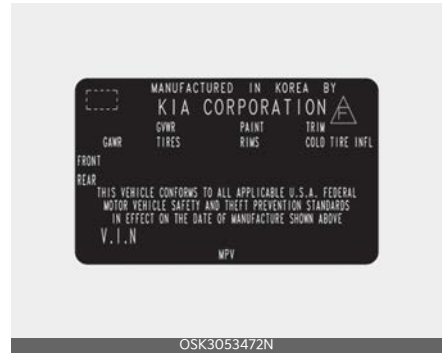 MANUFACTURED IN KOREA BY
KIA CORPORATION
F
GVWR PAINT TRIM
GAWR TIRES RIMS COLD TIRE INFL
FRONT
REAR
THIS VEHICLE CONFORMS TO ALL APPLICABLE U.S.A. FEDERAL
MOTOR VEHICLE SAFETY AND THEFT PREVENTION STANDARDS
IN EFFECT ON THE DATE OF MANUFACTURE SHOWN ABOVE
V.I.N
MPV
OSK3053472N